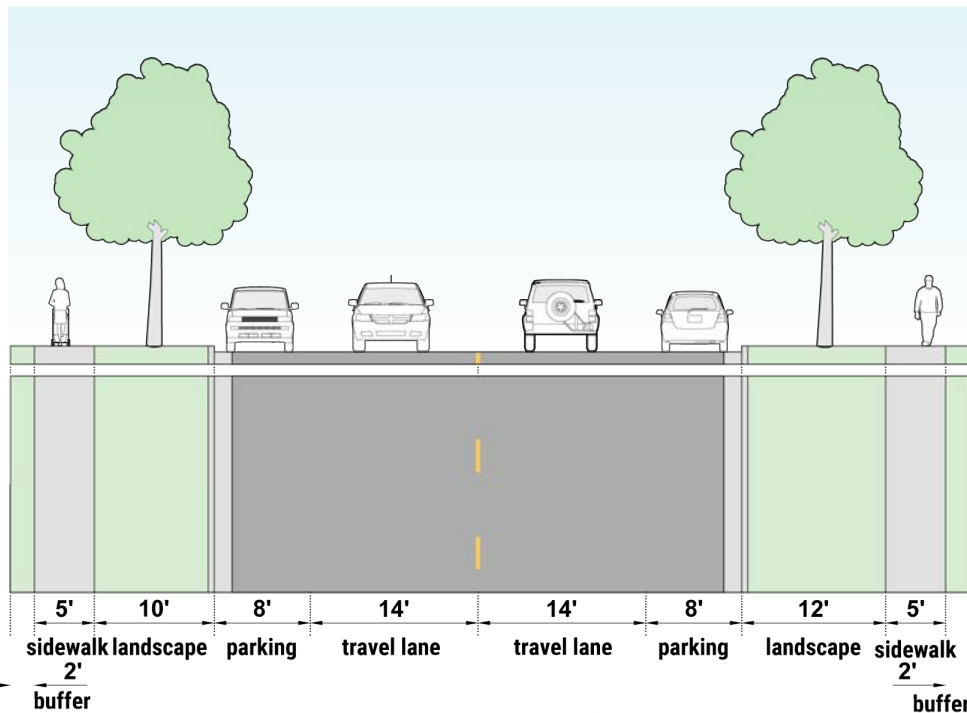 5' 10' 8' 14' 14' 8' 12' 5'
sidewalk landscape parking travel lane travel lane parking landscape sidewalk
2' 2'
buffer buffer